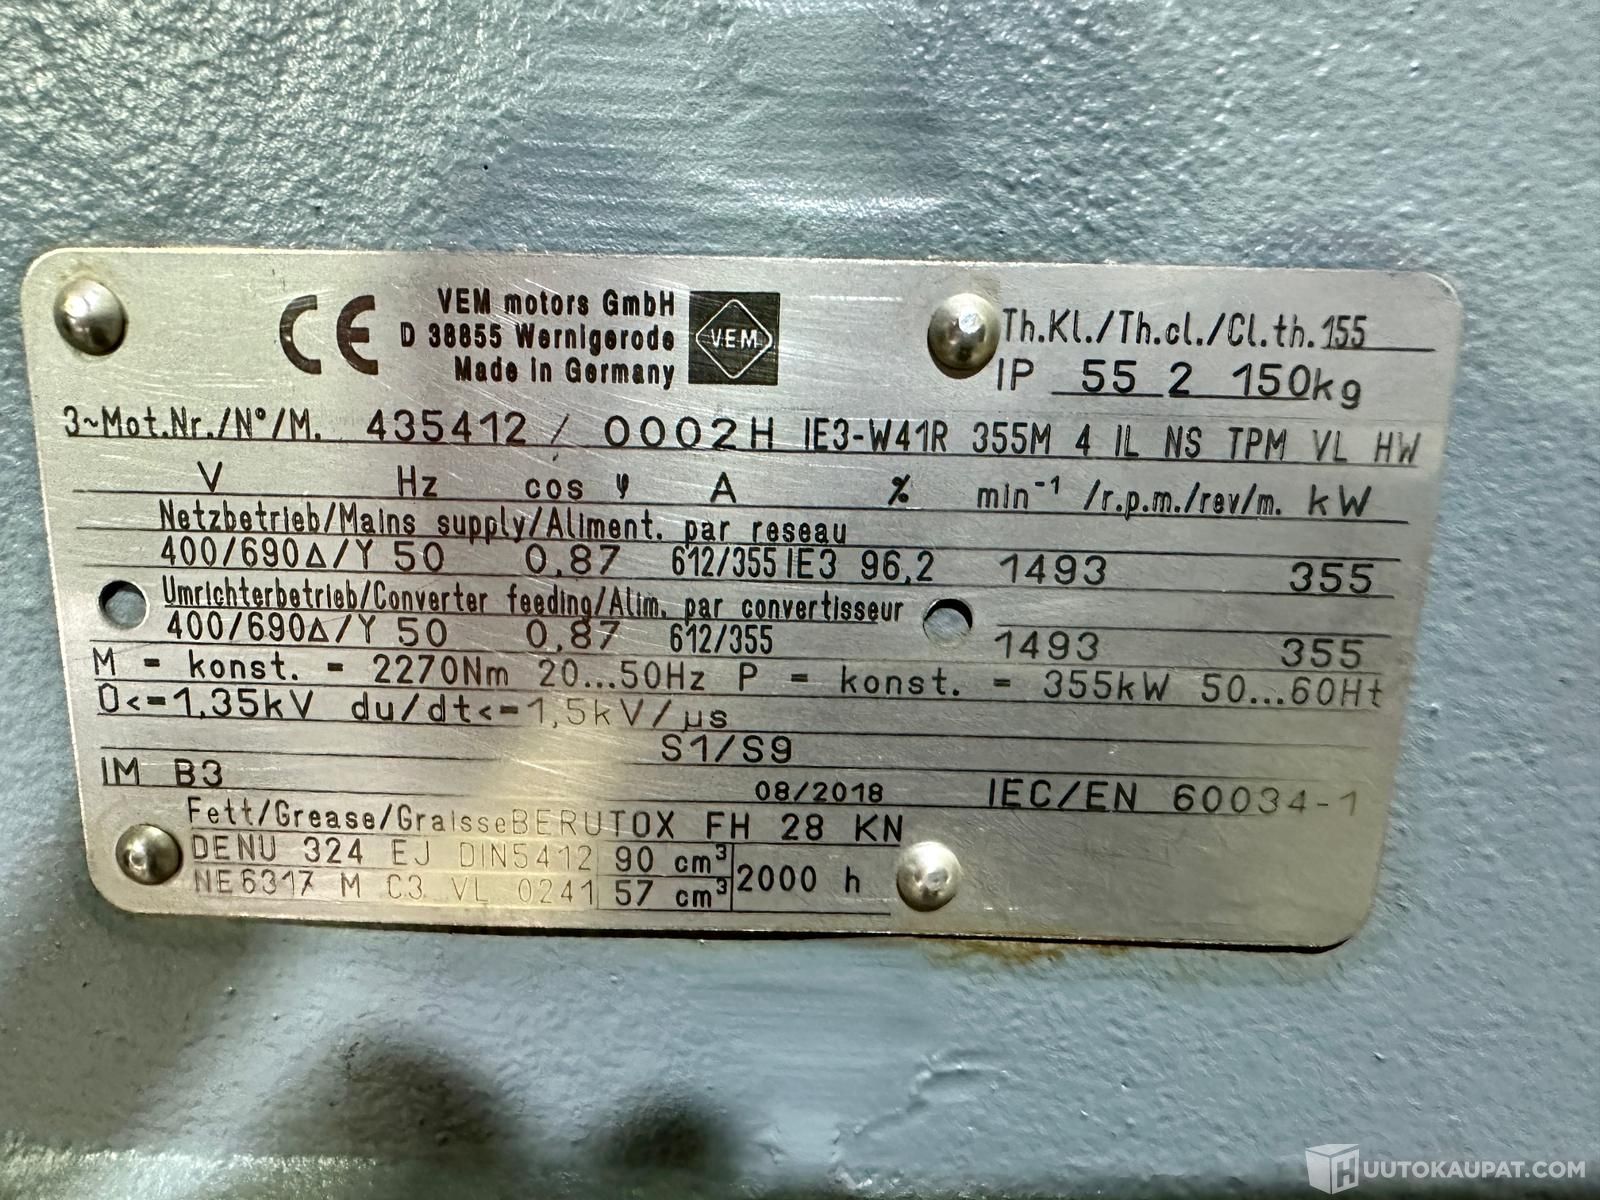 CE
VEM motors GmbH
D 38855 Wernigerode
Made in Germany
VEM
Th.Kl./Th.cl./Cl.th. 155
IP 55 2 150kg
3~Mot.Nr./N°/M. 435412 / 0002H IE3-W41R 355M 4 IL NS TPM VL HW
V Hz cos φ A % min⁻¹ /r.p.m./rev/m. kW
Netzbetrieb/Mains supply/Aliment. par reseau
400/690Δ/Y 50 0,87 612/355 IE3 96,2 1493 355
Umrichterbetrieb/Converter feeding/Alim. par convertisseur
400/690Δ/Y 50 0,87 612/355 1493 355
M = konst. = 2270Nm 20...50Hz P = konst. = 355kW 50...60Ht
Û<=1,35kV du/dt<=1,5kV/µs
S1/S9
IM B3
08/2018 IEC/EN 60034-1
Fett/Grease/Graisse BERUTOX FH 28 KN
DENU 324 EJ DIN5412 90 cm³
2000 h
NE6317 M C3 VL 0241 57 cm³
HUUTOKAUPAT.COM